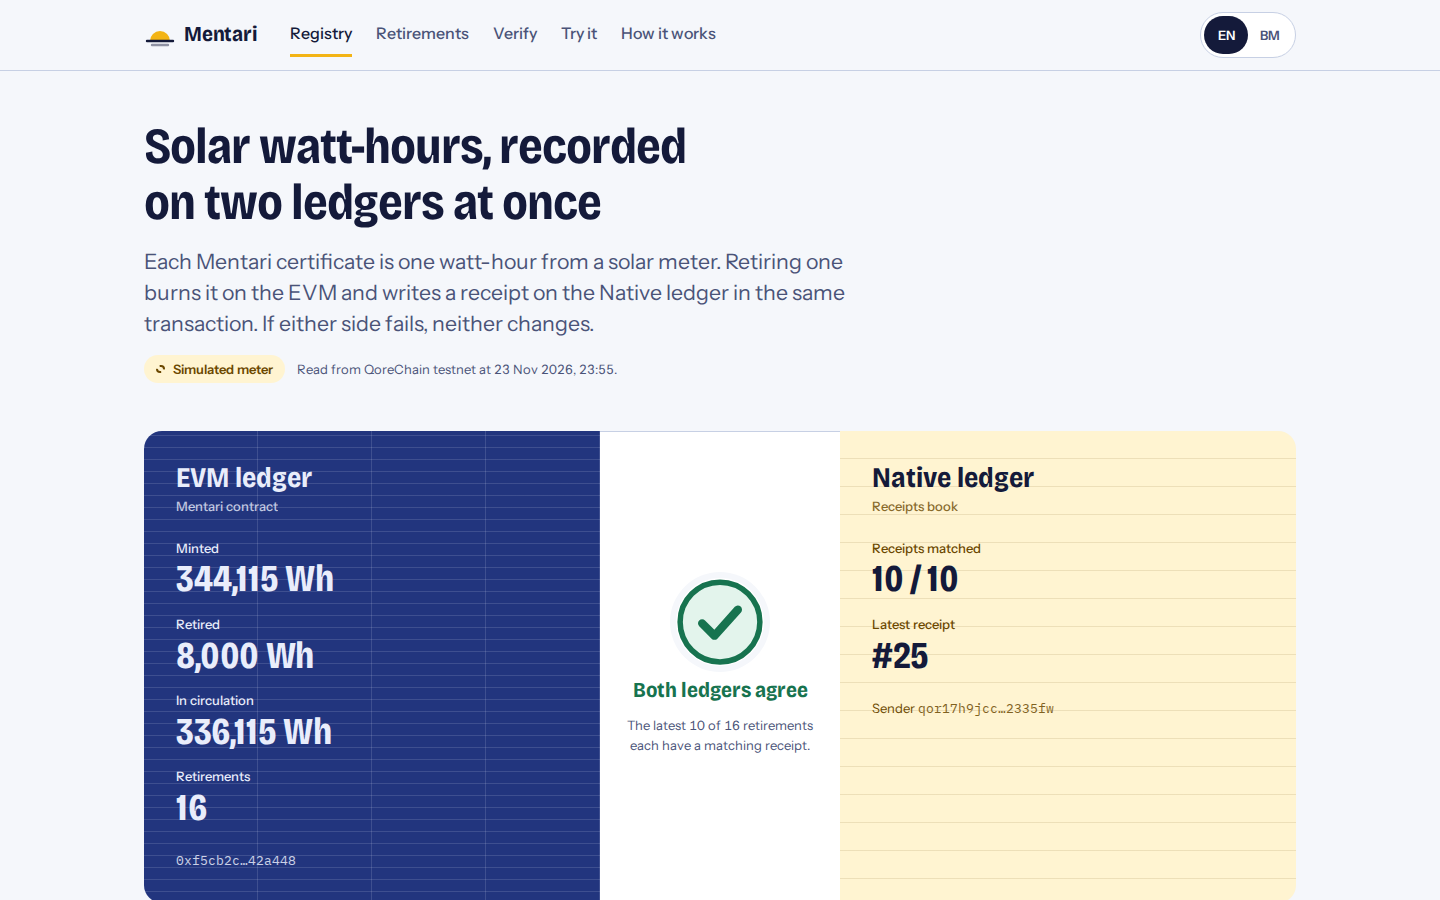 Mentari
Registry
Retirements
Verify
Try it
How it works
EN
BM
Solar watt-hours, recorded
on two ledgers at once
Each Mentari certificate is one watt-hour from a solar meter. Retiring one
burns it on the EVM and writes a receipt on the Native ledger in the same
transaction. If either side fails, neither changes.
Simulated meter
Read from QoreChain testnet at 23 Nov 2026, 23:55.
EVM ledger
Mentari contract
Minted
344,115 Wh
Retired
8,000 Wh
In circulation
336,115 Wh
Retirements
16
0xf5cb2c…42a448
Both ledgers agree
The latest 10 of 16 retirements
each have a matching receipt.
Native ledger
Receipts book
Receipts matched
10 / 10
Latest receipt
#25
Sender qor17h9jcc…2335fw